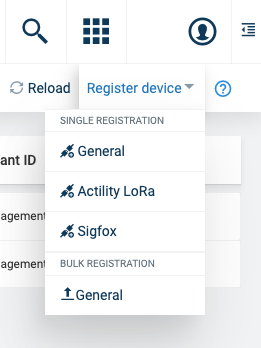 Reload
Register device
SINGLE REGISTRATION
ant ID
General
Actility LoRa
agement
Sigfox
agement
BULK REGISTRATION
General